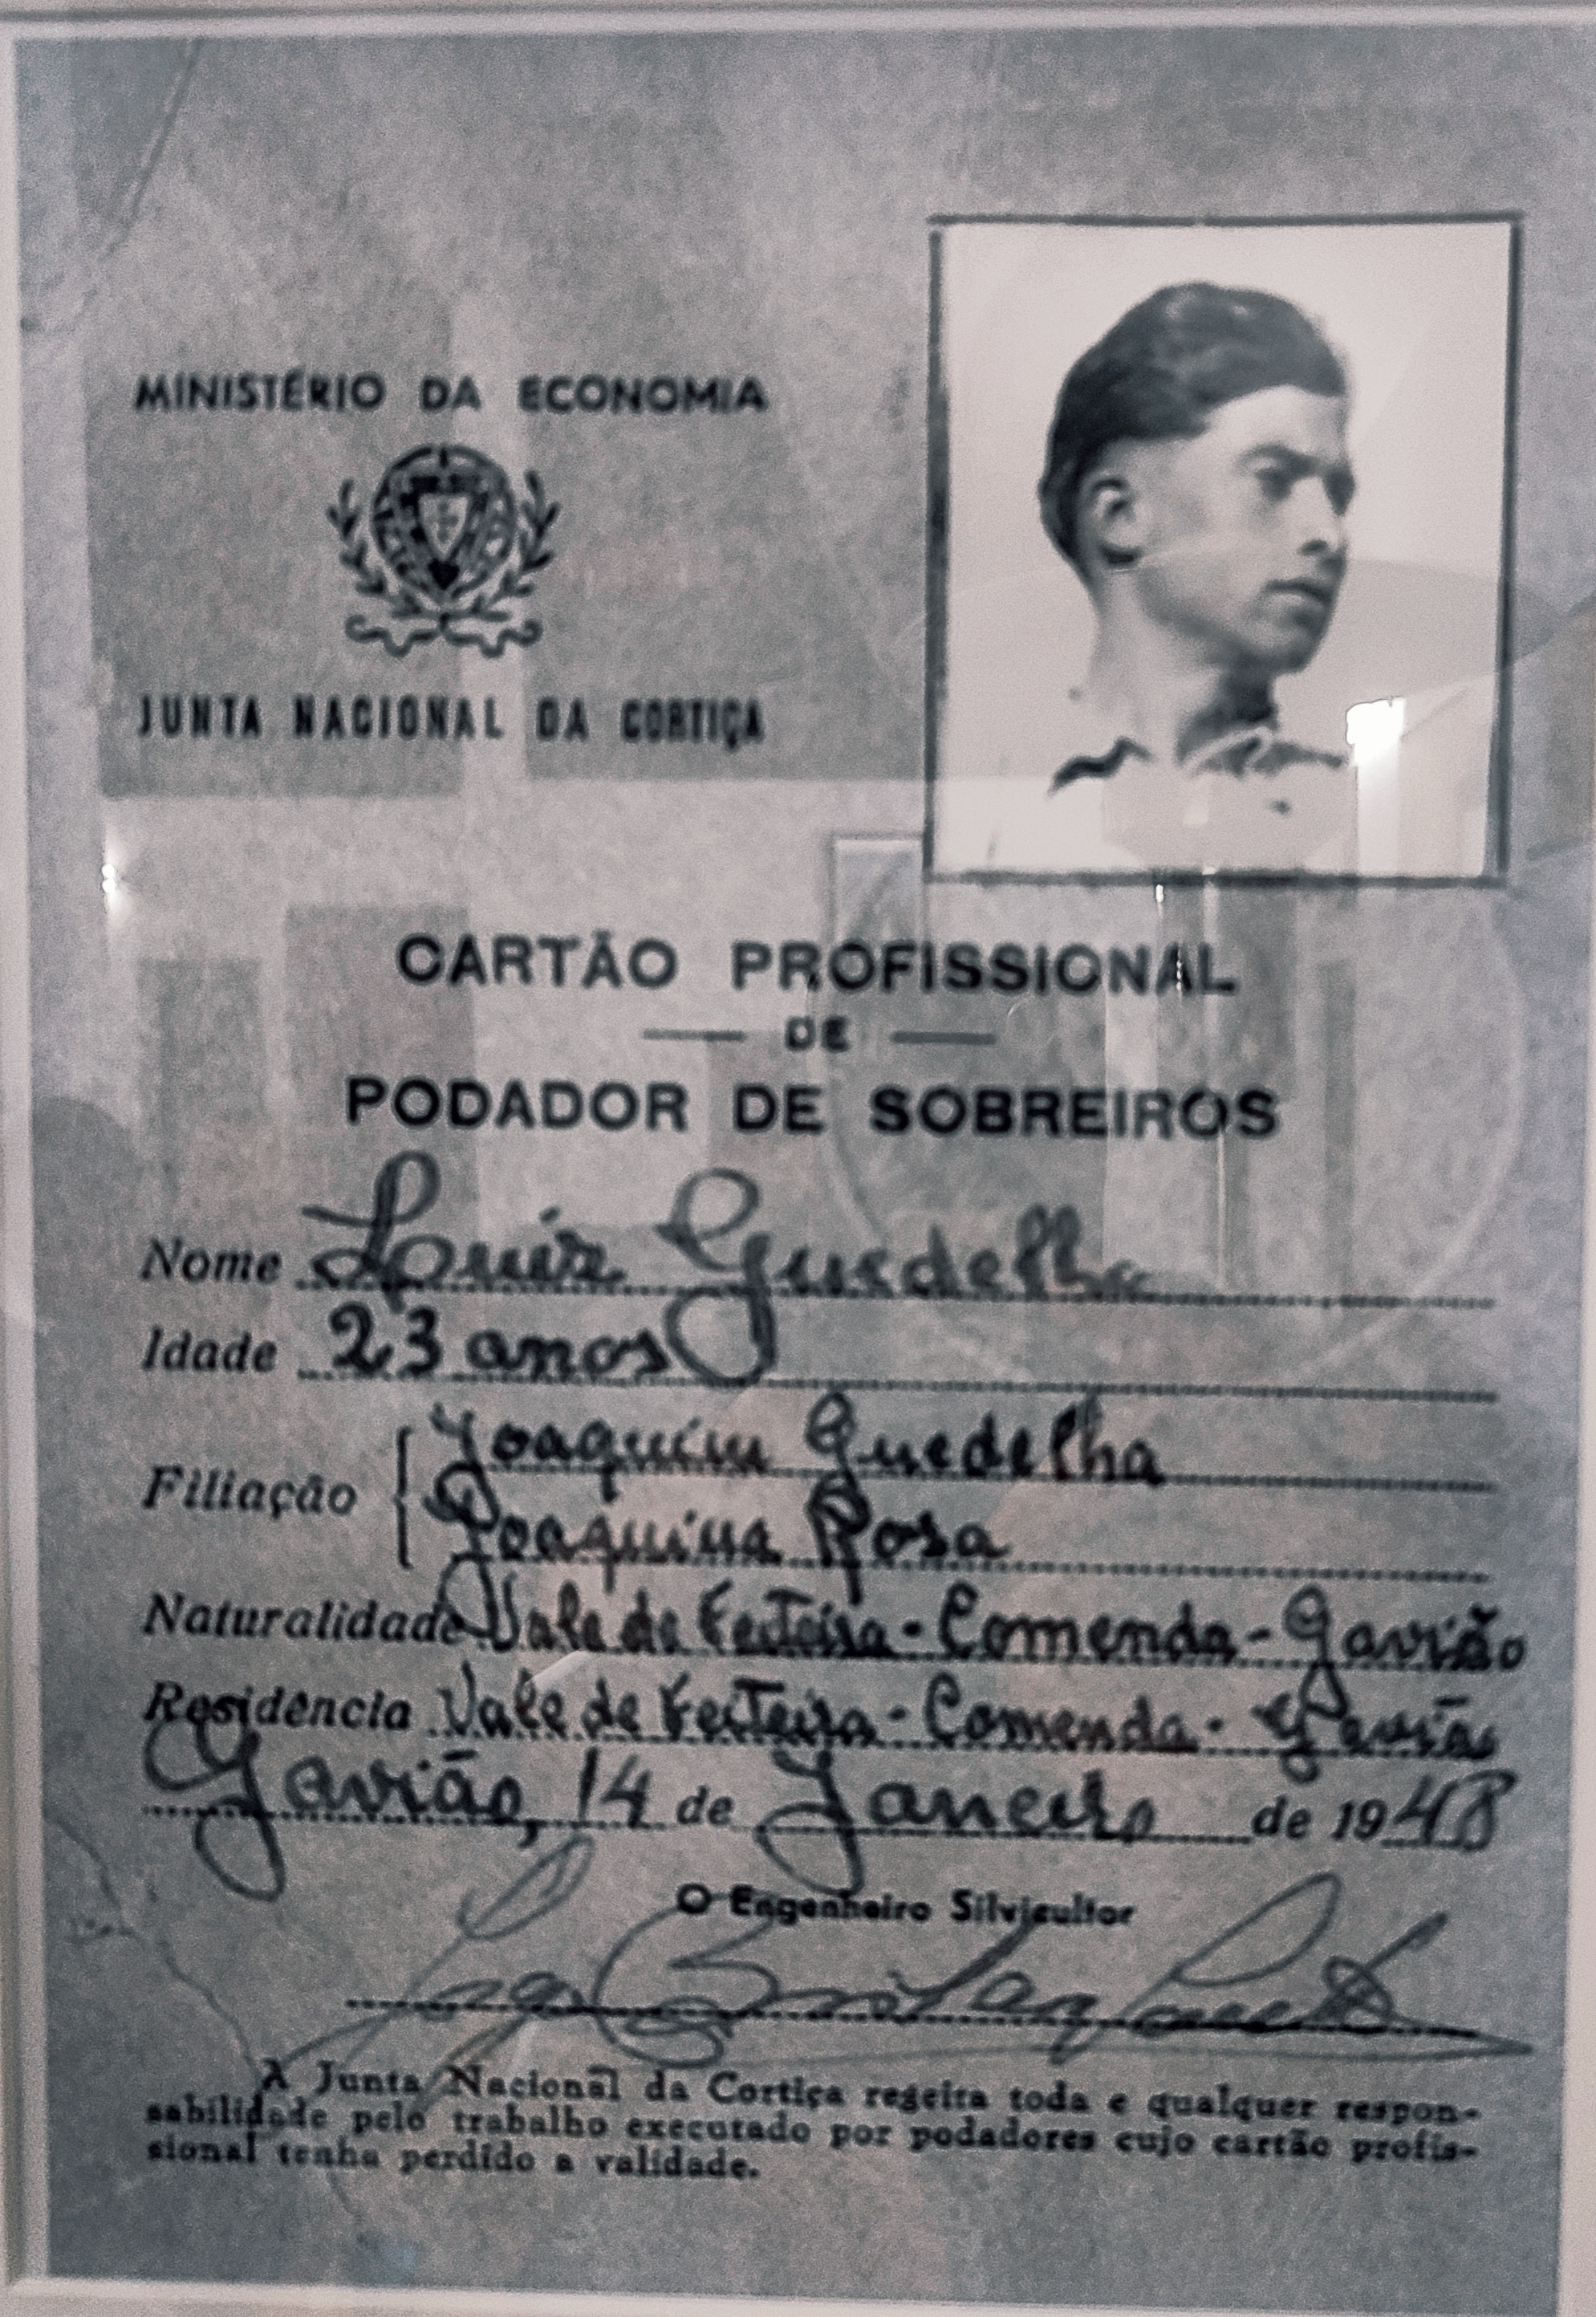 MINISTÉRIO DA ECONOMIA
JUNTA NACIONAL DA CORTIÇA
CARTÃO PROFISSIONAL
DE
PODADOR DE SOBREIROS
Nome Louiz Guedelha
Idade 23 anos
Filiação { Joaquim Guedelha
Joaquina Rosa
Naturalidade Vale de Feiteira - Comenda - Gavião
Residência Vale de Feiteira - Comenda - Gavião
Gavião, 14 de Janeiro de 1948
O Engenheiro Silvicultor
A Junta Nacional da Cortiça regeita toda e qualquer respon-
sabilidade pelo trabalho executado por podadores cujo cartão profis-
sional tenha perdido a validade.